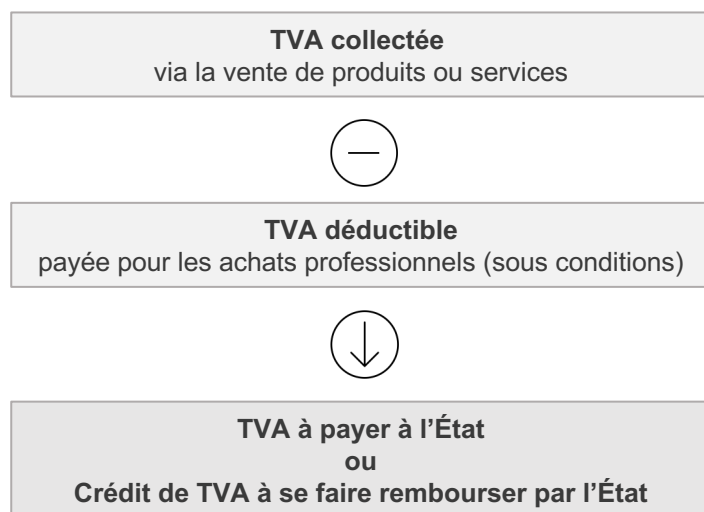 TVA collectée
via la vente de produits ou services
TVA déductible
payée pour les achats professionnels (sous conditions)
TVA à payer à l’État
ou
Crédit de TVA à se faire rembourser par l’État